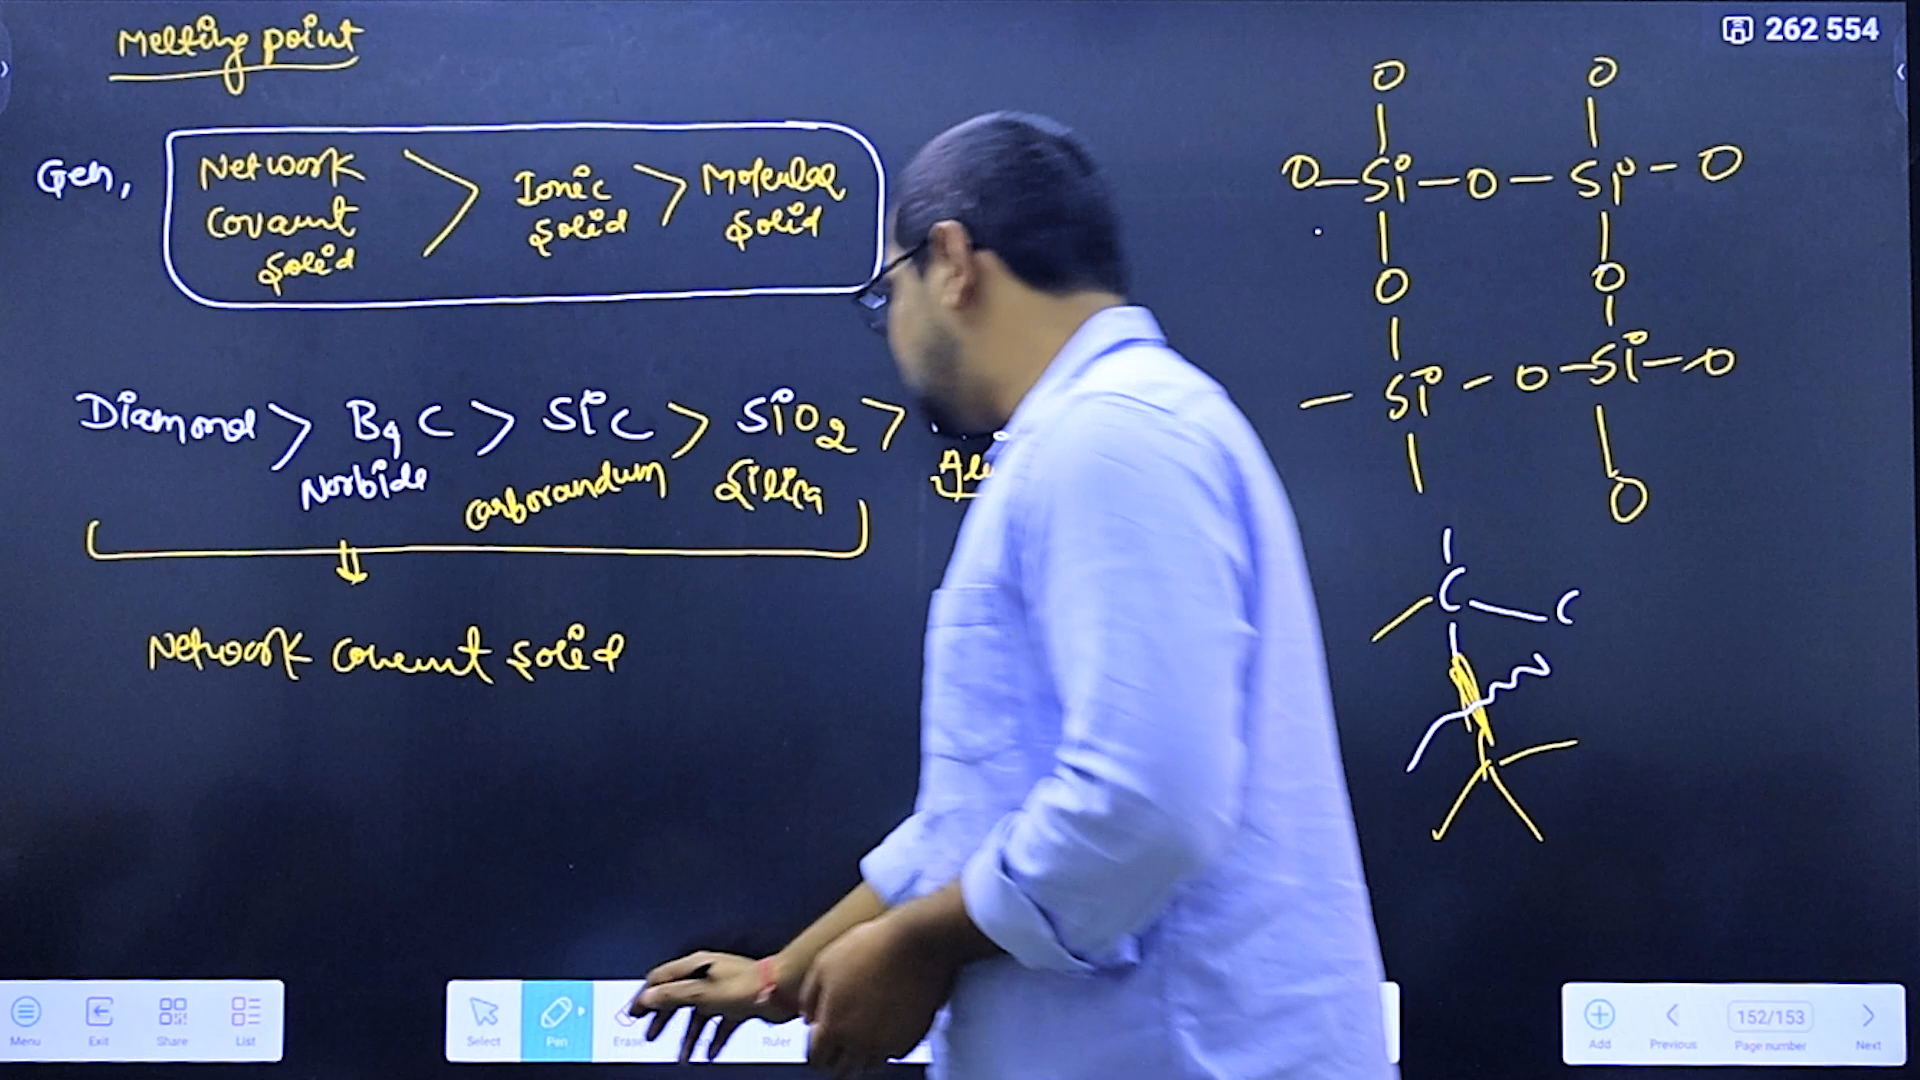 Melting point
262 554
Gen,
Network > Ionic > Molecular
Covalent solid solid
solid
Diamond > B4C > SiC > SiO2 >
Norbide carborandum Silica
Network Covalent solid
O O
O—Si—O—Si—O
O O
—Si—O—Si—O
O
C—C
Menu Exit Share List
Select Pen Ruler
Add Previous 152/153 Page number Next